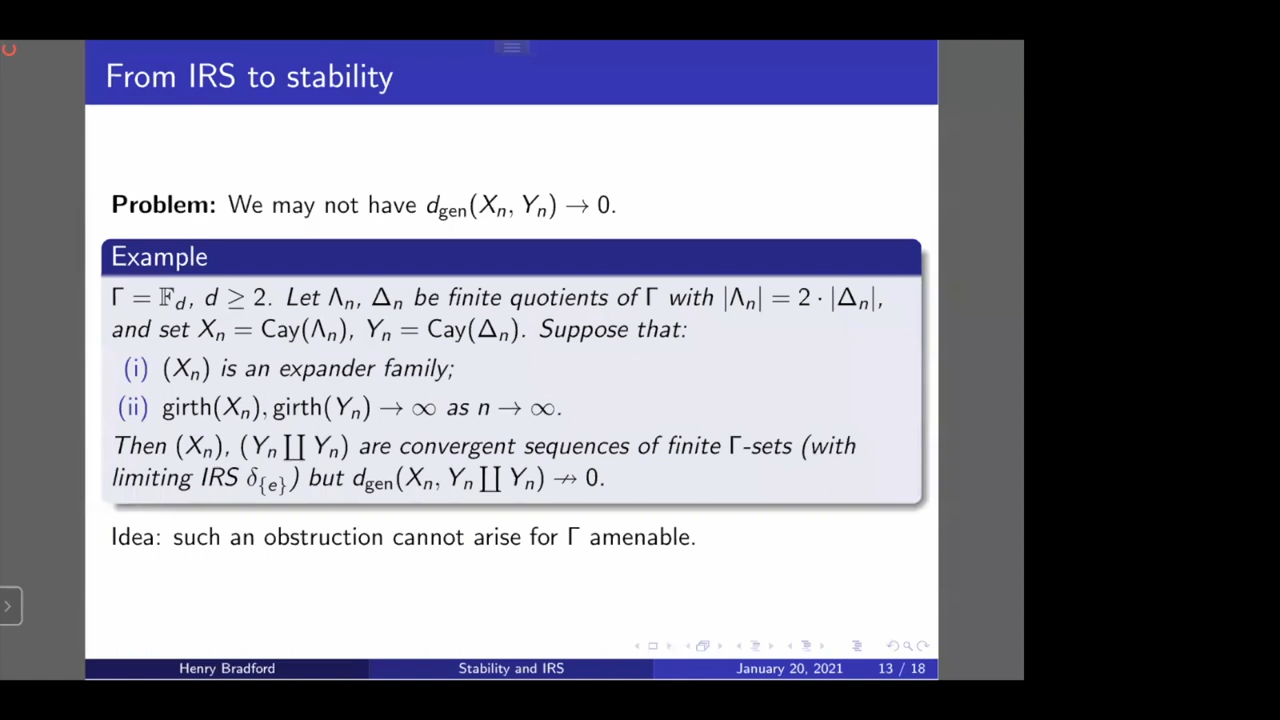 From IRS to stability
Problem: We may not have d_gen(X_n, Y_n) → 0.
Example
Γ = 𝔽_d, d ≥ 2. Let Λ_n, Δ_n be finite quotients of Γ with |Λ_n| = 2 · |Δ_n|,
and set X_n = Cay(Λ_n), Y_n = Cay(Δ_n). Suppose that:
(i) (X_n) is an expander family;
(ii) girth(X_n), girth(Y_n) → ∞ as n → ∞.
Then (X_n), (Y_n ∐ Y_n) are convergent sequences of finite Γ-sets (with
limiting IRS δ_{e}) but d_gen(X_n, Y_n ∐ Y_n) ↛ 0.
Idea: such an obstruction cannot arise for Γ amenable.
Henry Bradford Stability and IRS January 20, 2021 13 / 18